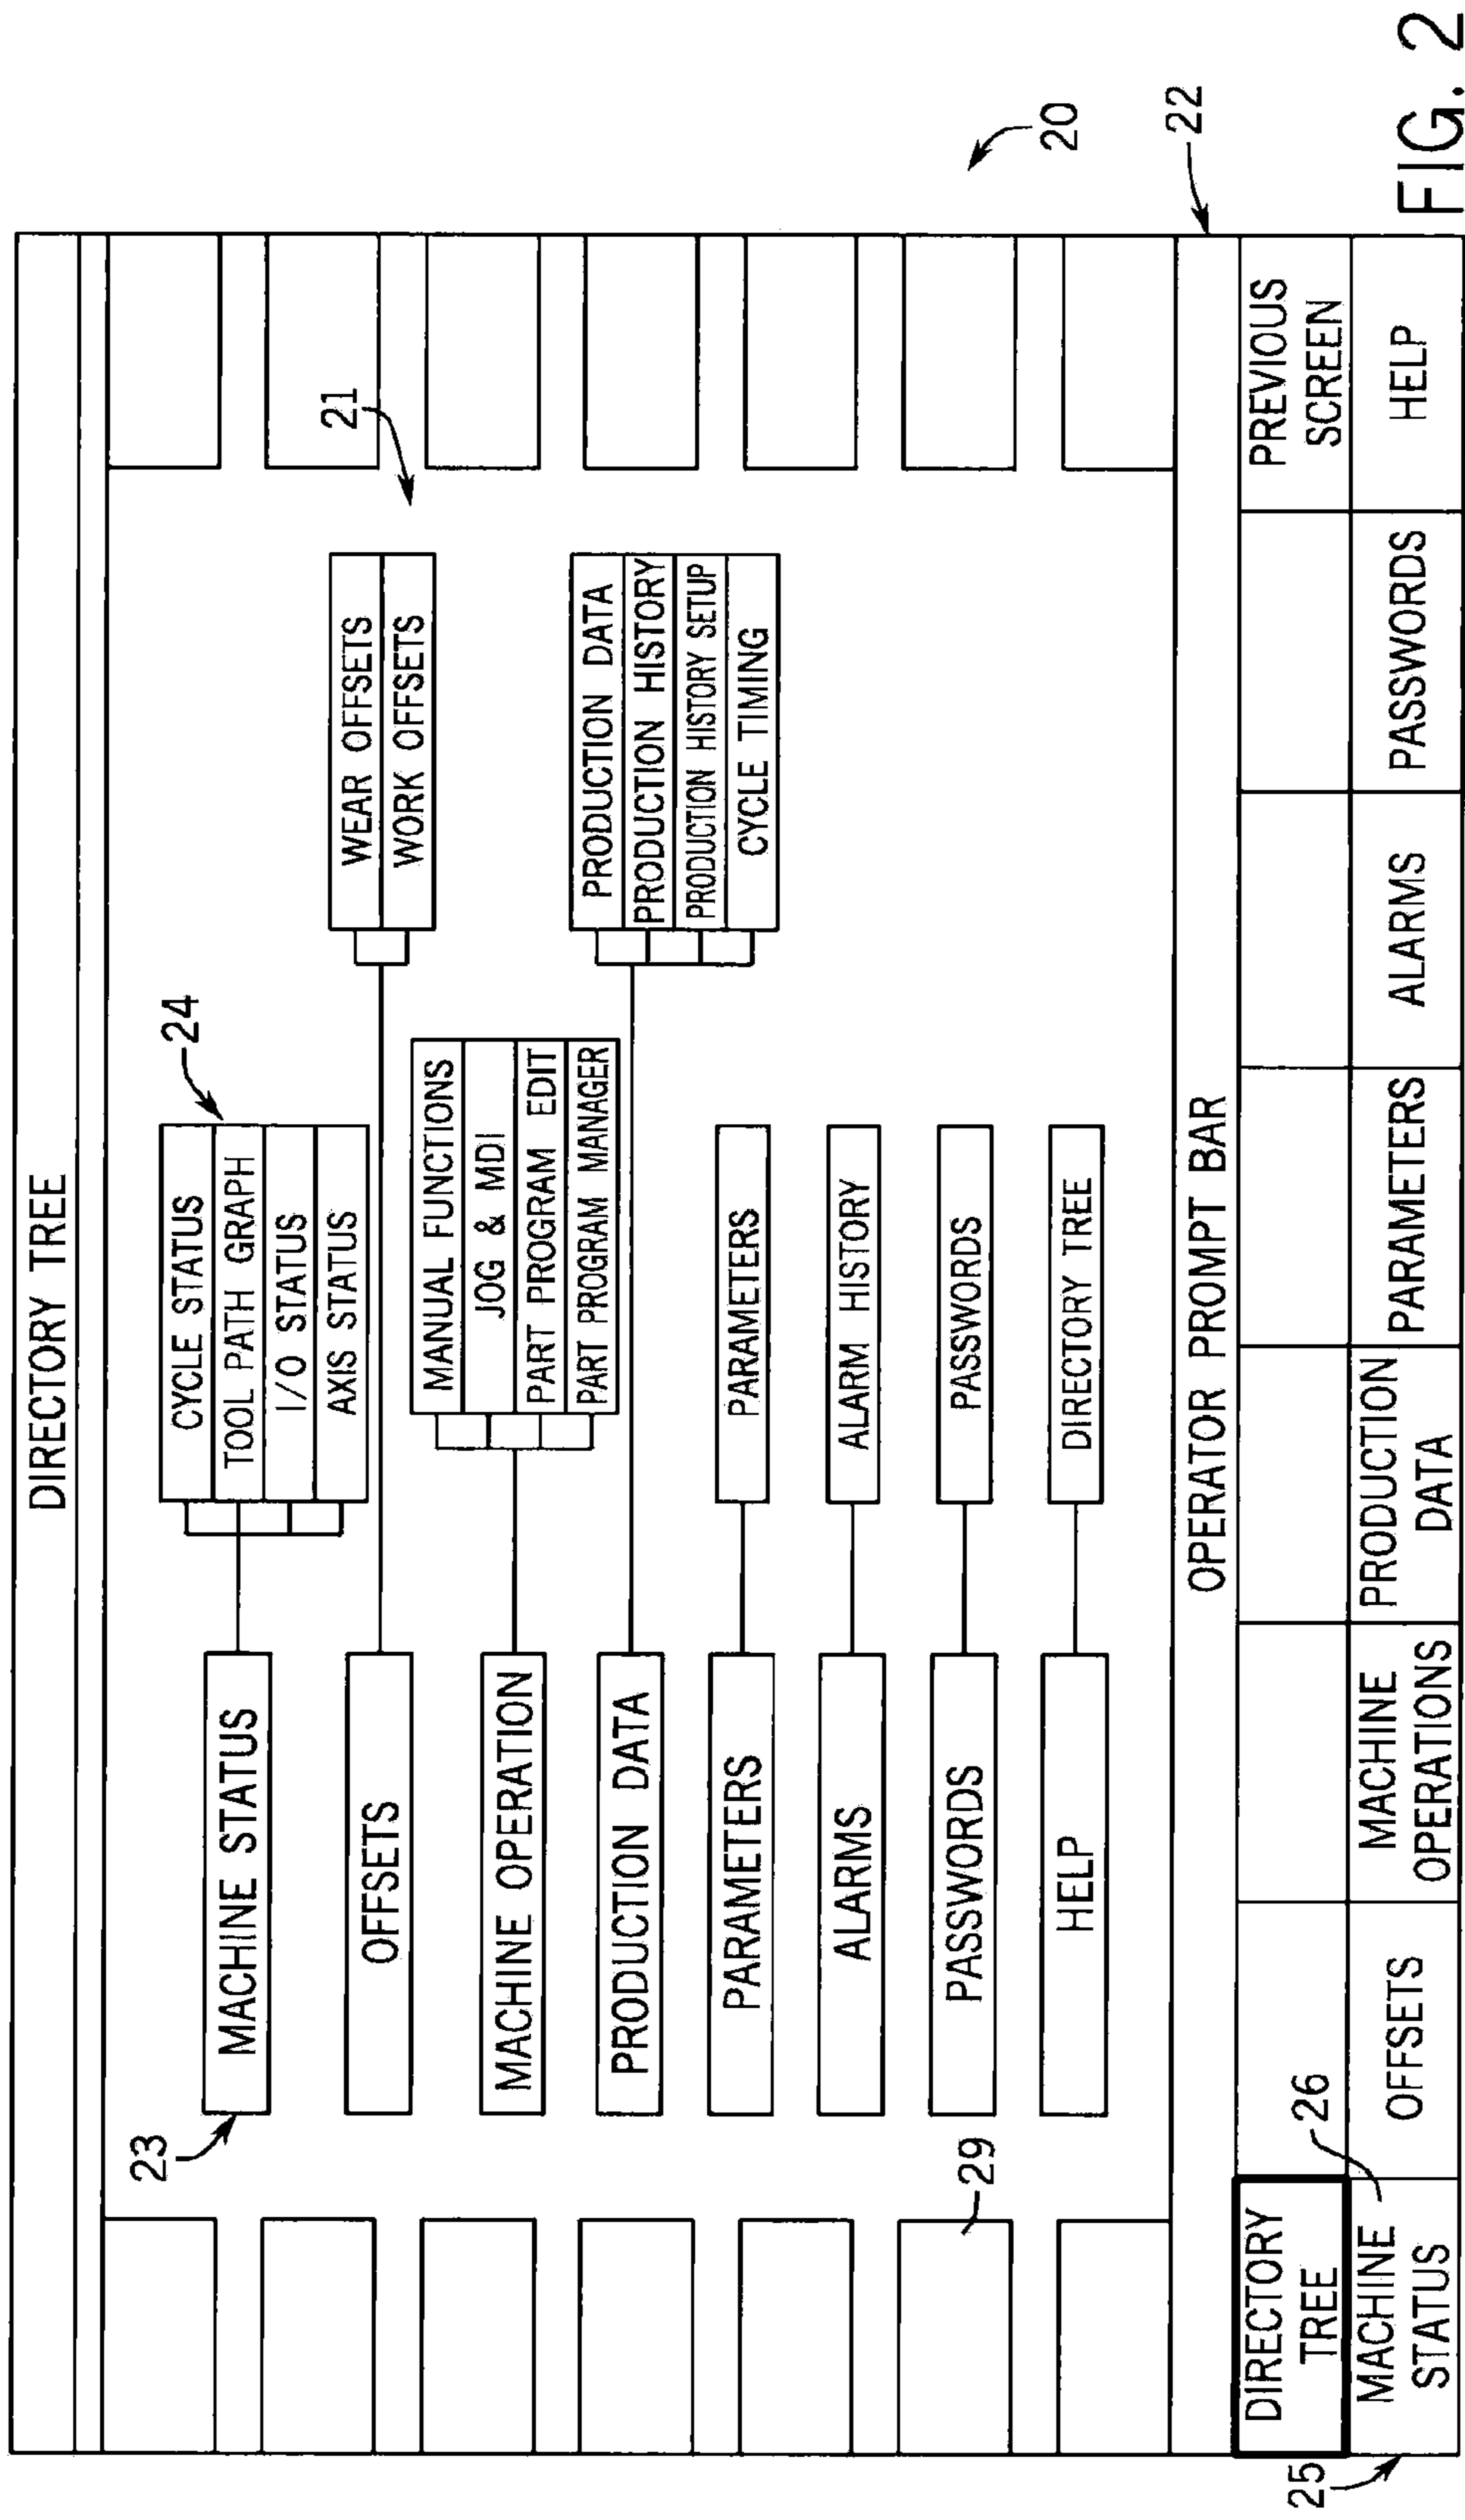 DIRECTORY TREE
23
MACHINE STATUS
CYCLE STATUS
TOOL PATH GRAPH
I/O STATUS
AXIS STATUS
24
OFFSETS
WEAR OFFSETS
WORK OFFSETS
21
MACHINE OPERATION
MANUAL FUNCTIONS
JOG & MDI
PART PROGRAM EDIT
PART PROGRAM MANAGER
PRODUCTION DATA
PRODUCTION DATA
PRODUCTION HISTORY
PRODUCTION HISTORY SETUP
CYCLE TIMING
PARAMETERS
PARAMETERS
ALARMS
ALARM HISTORY
PASSWORDS
PASSWORDS
29
HELP
DIRECTORY TREE
20
OPERATOR PROMPT BAR
22
DIRECTORY
TREE
26
PREVIOUS
SCREEN
25
MACHINE
STATUS
OFFSETS
MACHINE
OPERATIONS
PRODUCTION
DATA
PARAMETERS
ALARMS
PASSWORDS
HELP
FIG. 2